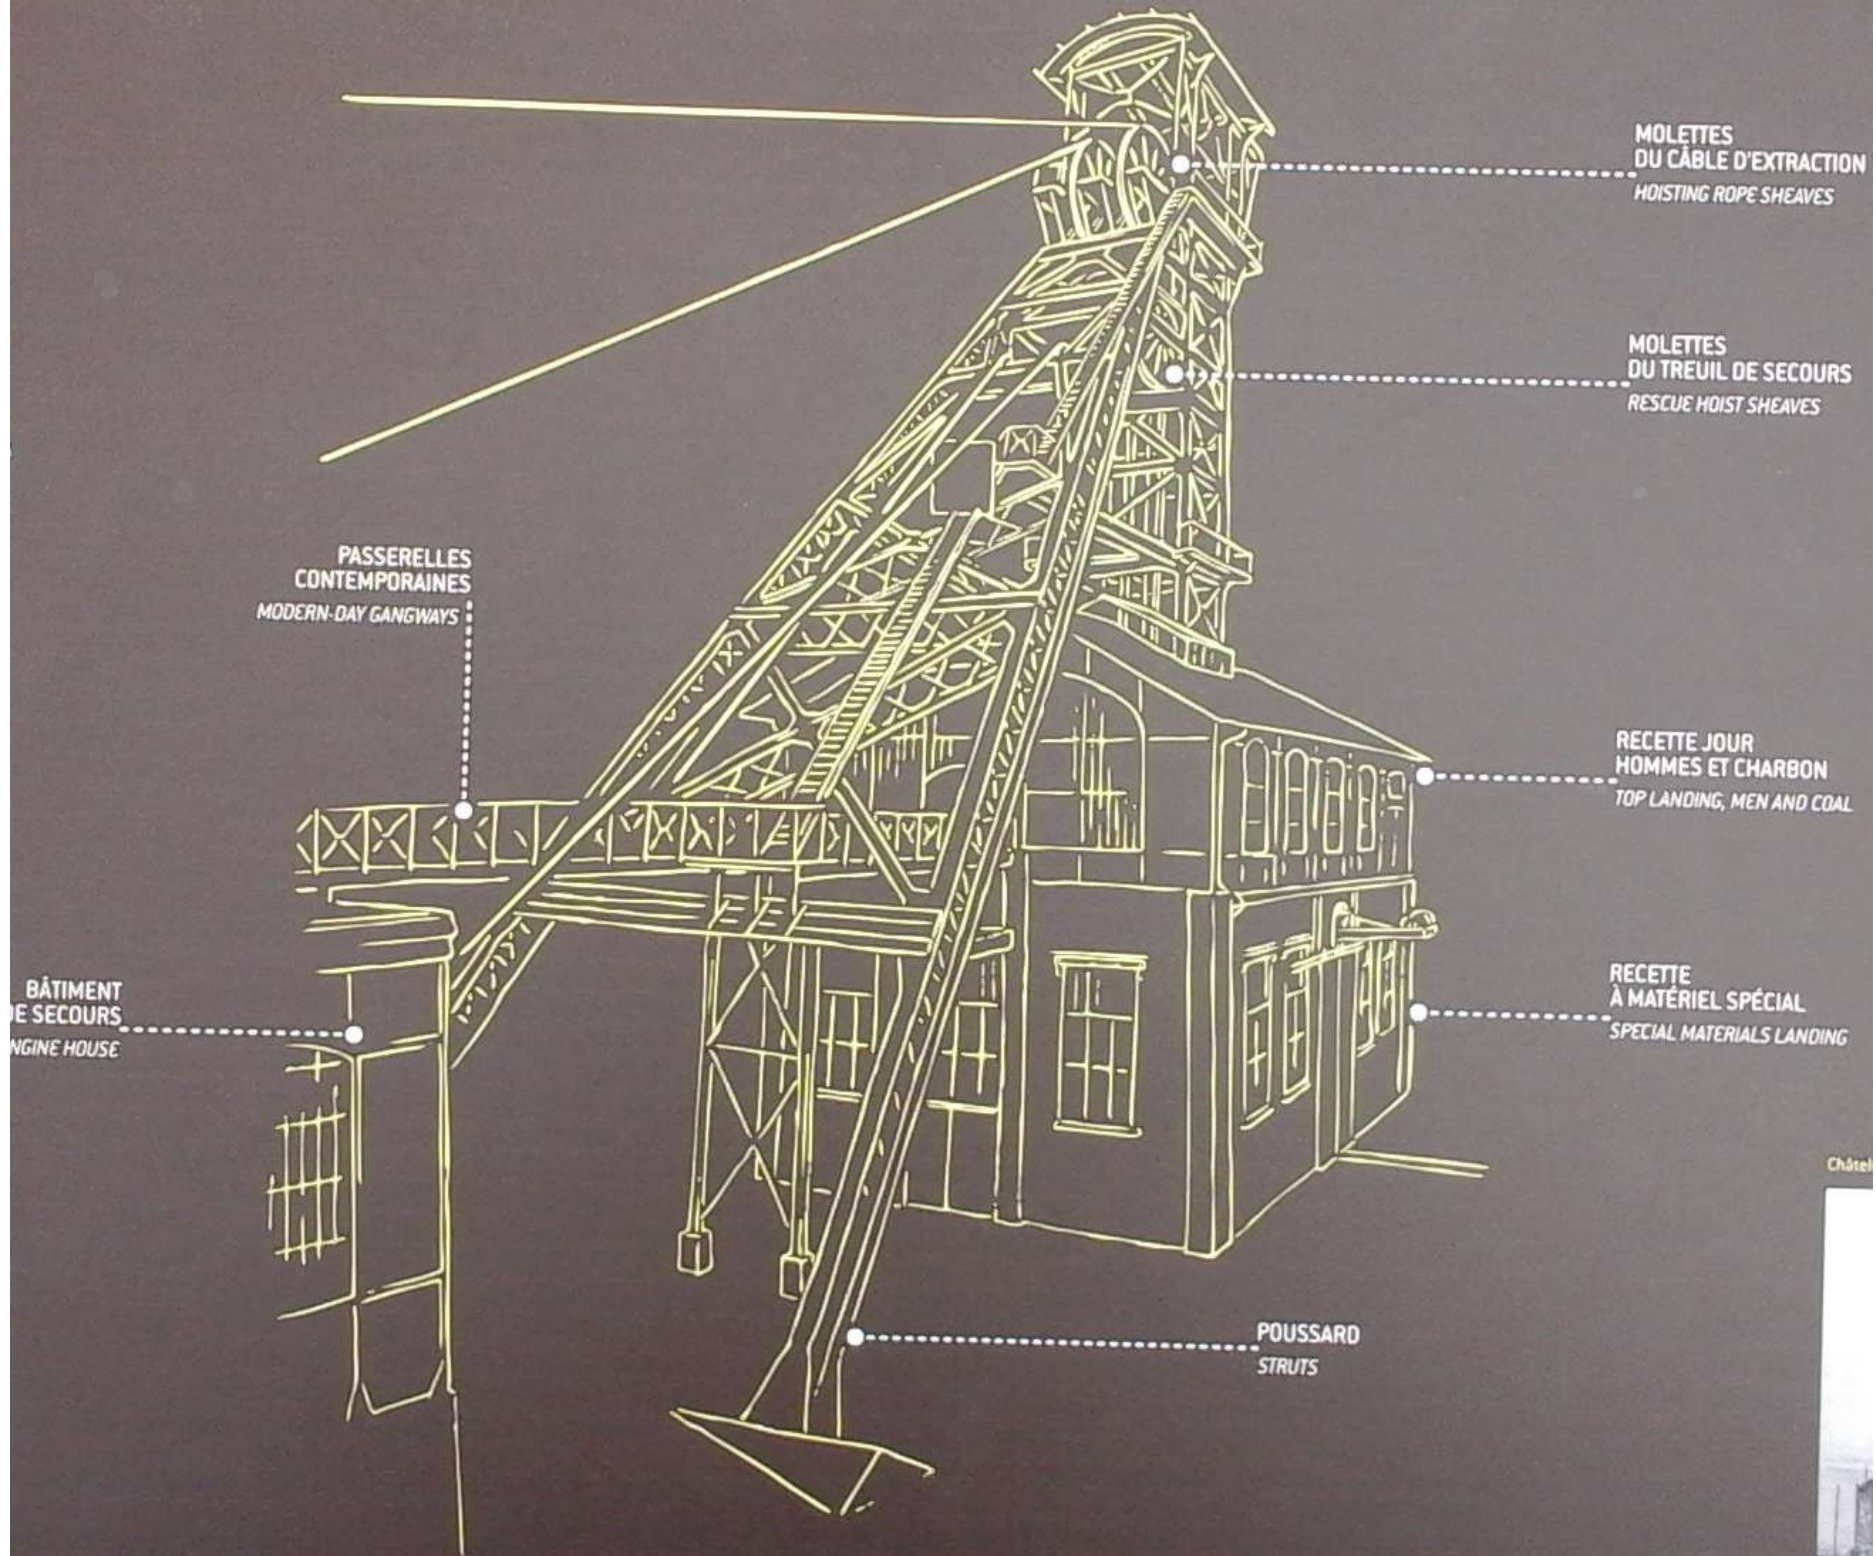 MOLETTES
DU CÂBLE D'EXTRACTION
HOISTING ROPE SHEAVES
MOLETTES
DU TREUIL DE SECOURS
RESCUE HOIST SHEAVES
PASSERELLES
CONTEMPORAINES
MODERN-DAY GANGWAYS
RECETTE JOUR
HOMMES ET CHARBON
TOP LANDING, MEN AND COAL
BÂTIMENT
DE SECOURS
NGINE HOUSE
RECETTE
À MATÉRIEL SPÉCIAL
SPECIAL MATERIALS LANDING
POUSSARD
STRUTS